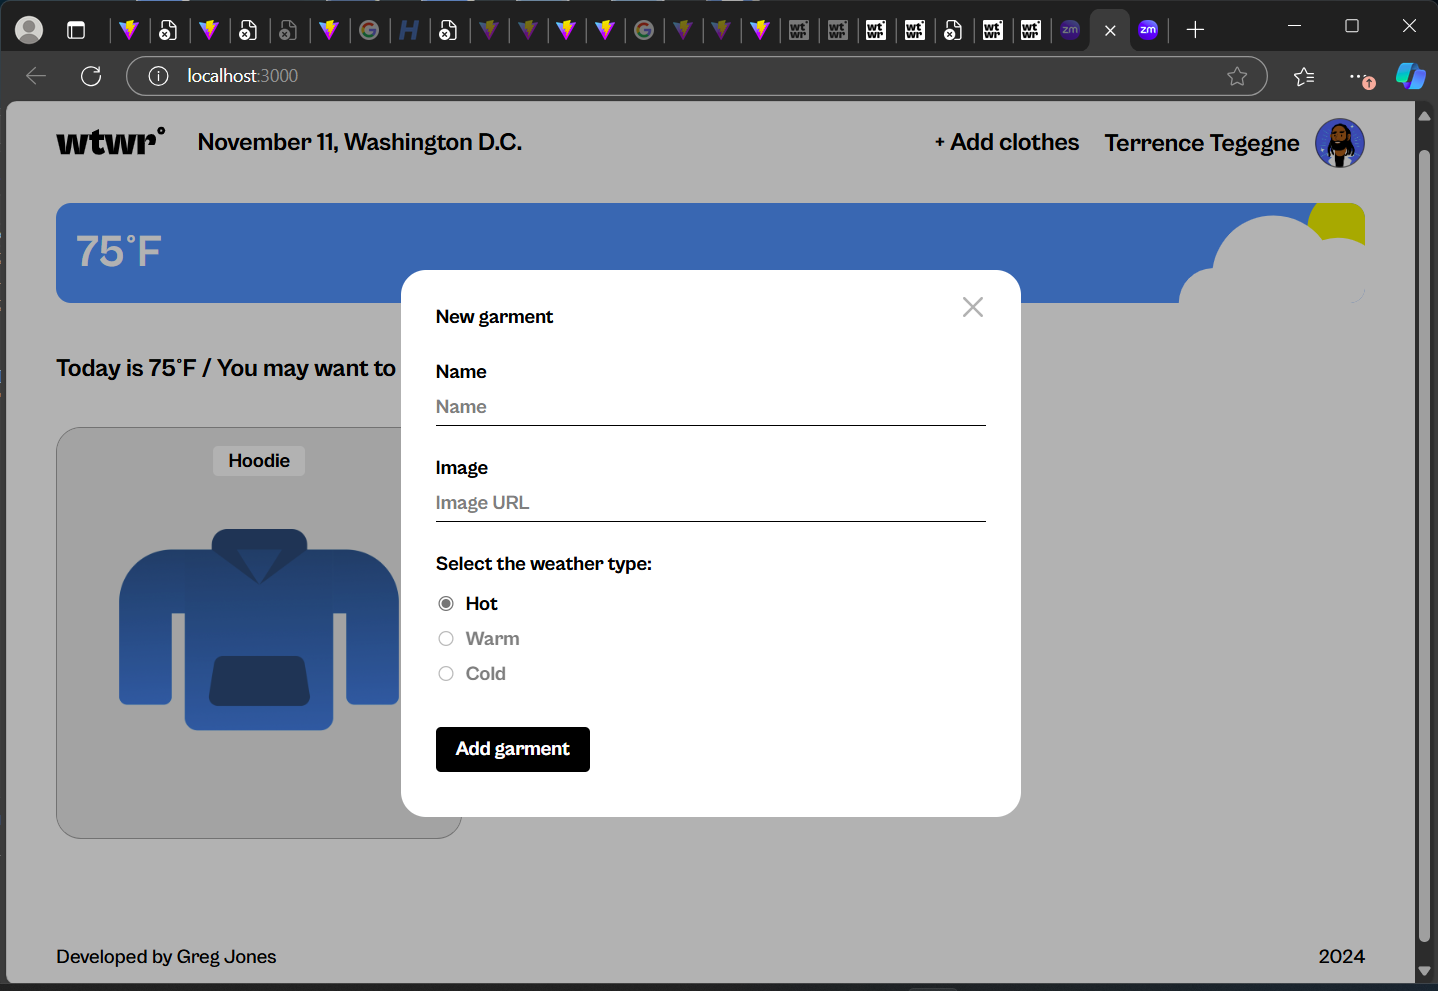 zm
zm
localhost:3000
wtwr°
November 11, Washington D.C.
+ Add clothes
Terrence Tegegne
75°F
New garment
Name
Name
Today is 75°F / You may want to
Hoodie
Image
Image URL
Select the weather type:
Hot
Warm
Cold
Add garment
Developed by Greg Jones
2024